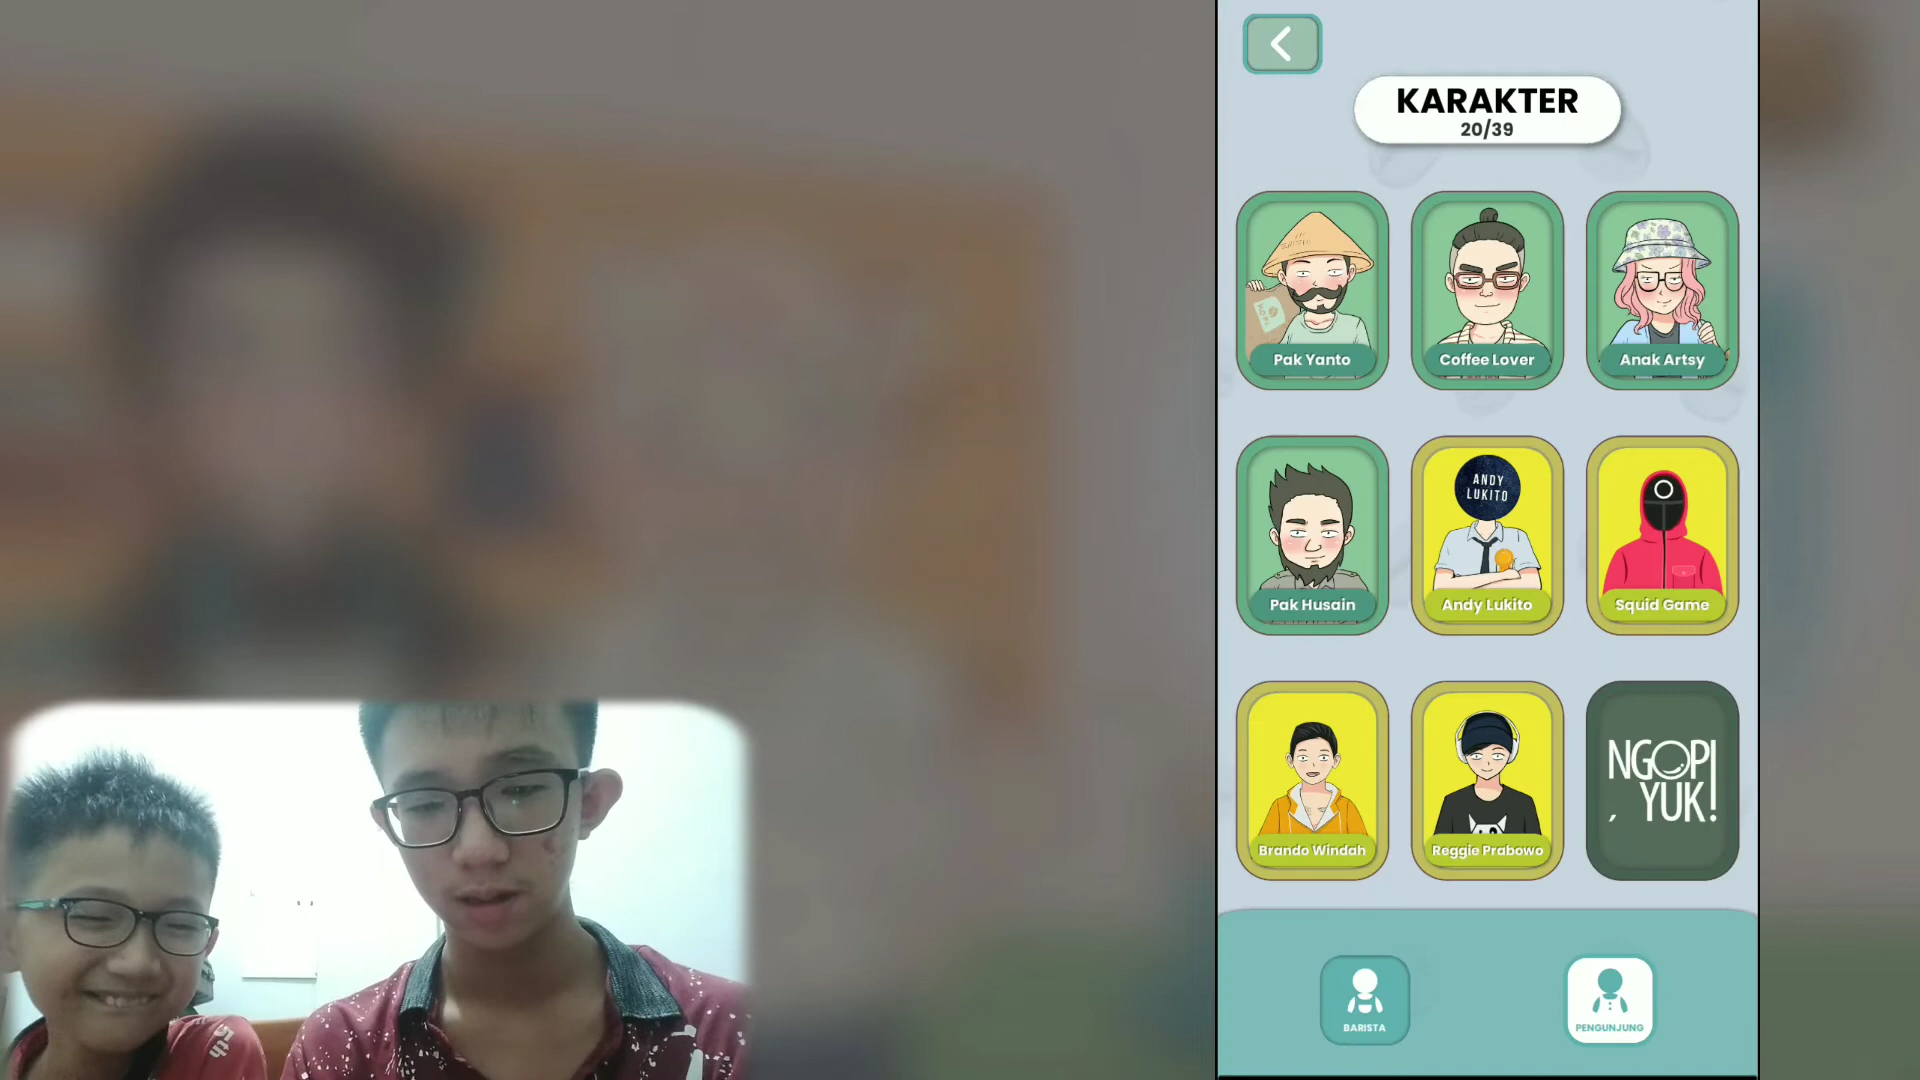 KARAKTER
20/39
Pak Yanto
Coffee Lover
Anak Artsy
ANDY
LUKITO
Pak Husain
Andy Lukito
Squid Game
Brando Windah
Reggie Prabowo
NGOPI
, YUK!
BARISTA
PENGUNJUNG
5th